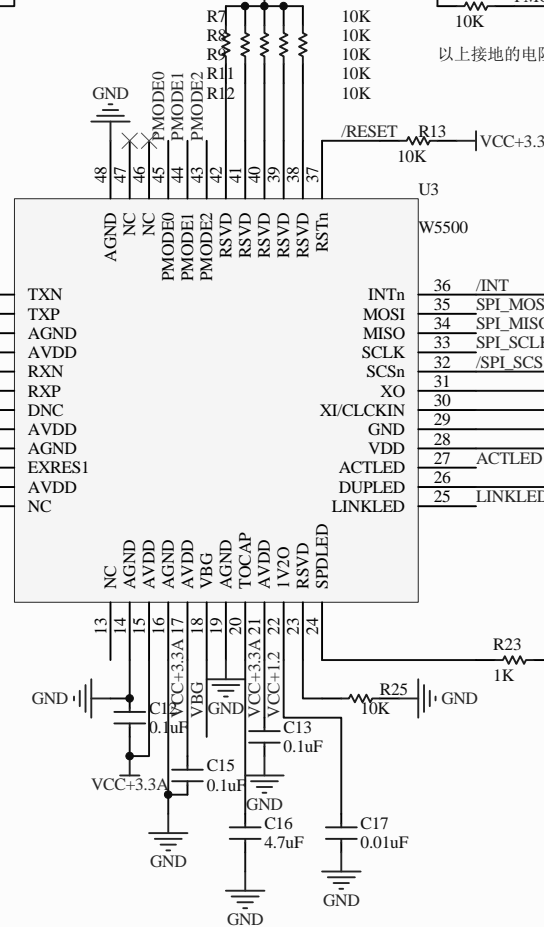 R7 10K
R8 10K
R9 10K
R11 10K
R12 10K
10K
以上接地的电阻
GND
PMODE0
PMODE1
PMODE2
/RESET
R13
10K
VCC+3.3
48
47
46
45
44
43
42
41
40
39
38
37
U3
W5500
AGND
NC
NC
PMODE0
PMODE1
PMODE2
RSVD
RSVD
RSVD
RSVD
RSVD
RSTn
TXN
TXP
AGND
AVDD
RXN
RXP
DNC
AVDD
AGND
EXRES1
AVDD
NC
INTn 36 /INT
MOSI 35 SPI_MOSI
MISO 34 SPI_MISO
SCLK 33 SPI_SCLK
SCSn 32 /SPI_SCS
XO 31
XI/CLCKIN 30
GND 29
VDD 28
ACTLED 27 ACTLED
DUPLED 26
LINKLED 25 LINKLED
NC
AGND
AVDD
AGND
AVDD
VBG
AGND
TOCAP
AVDD
1V2O
RSVD
SPDLED
13
14
15
16
17
18
19
20
21
22
23
24
VCC+3.3A
VBG
VCC+3.3A
VCC+1.2
R23
1K
GND
C12
0.1uF
VCC+3.3A
GND
R25
10K
GND
C13
0.1uF
GND
C15
0.1uF
GND
C16
4.7uF
GND
C17
0.01uF
GND